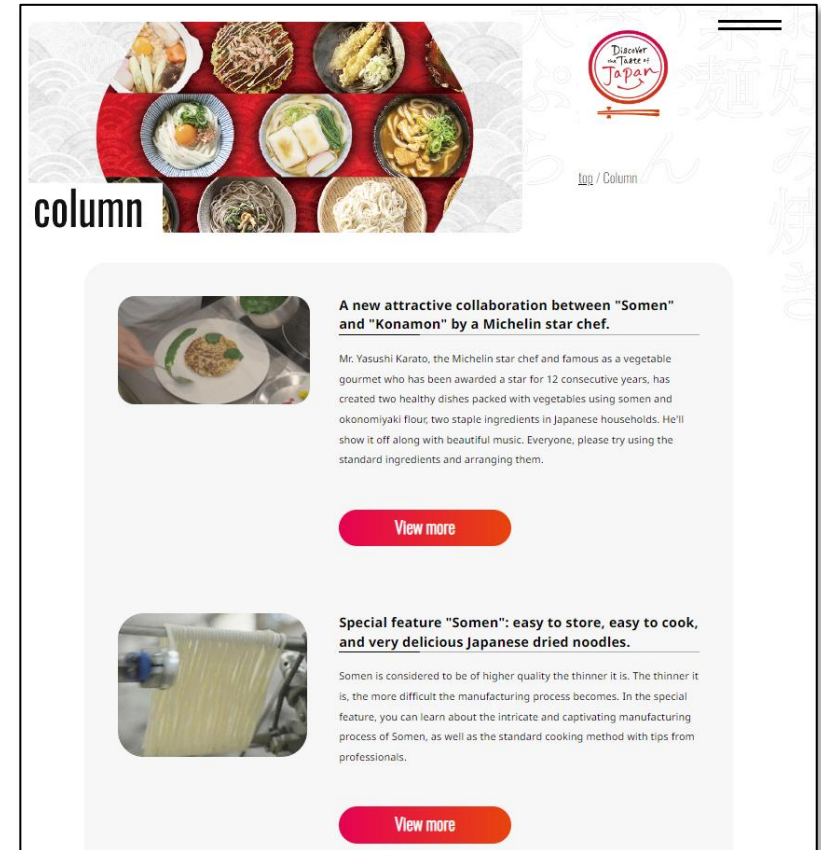 Discover
the Taste of
Japan
top / Column
column
A new attractive collaboration between "Somen"
and "Konamon" by a Michelin star chef.
Mr. Yasushi Karato, the Michelin star chef and famous as a vegetable
gourmet who has been awarded a star for 12 consecutive years, has
created two healthy dishes packed with vegetables using somen and
okonomiyaki flour, two staple ingredients in Japanese households. He'll
show it off along with beautiful music. Everyone, please try using the
standard ingredients and arranging them.
View more
Special feature "Somen": easy to store, easy to cook,
and very delicious Japanese dried noodles.
Somen is considered to be of higher quality the thinner it is. The thinner it
is, the more difficult the manufacturing process becomes. In the special
feature, you can learn about the intricate and captivating manufacturing
process of Somen, as well as the standard cooking method with tips from
professionals.
View more